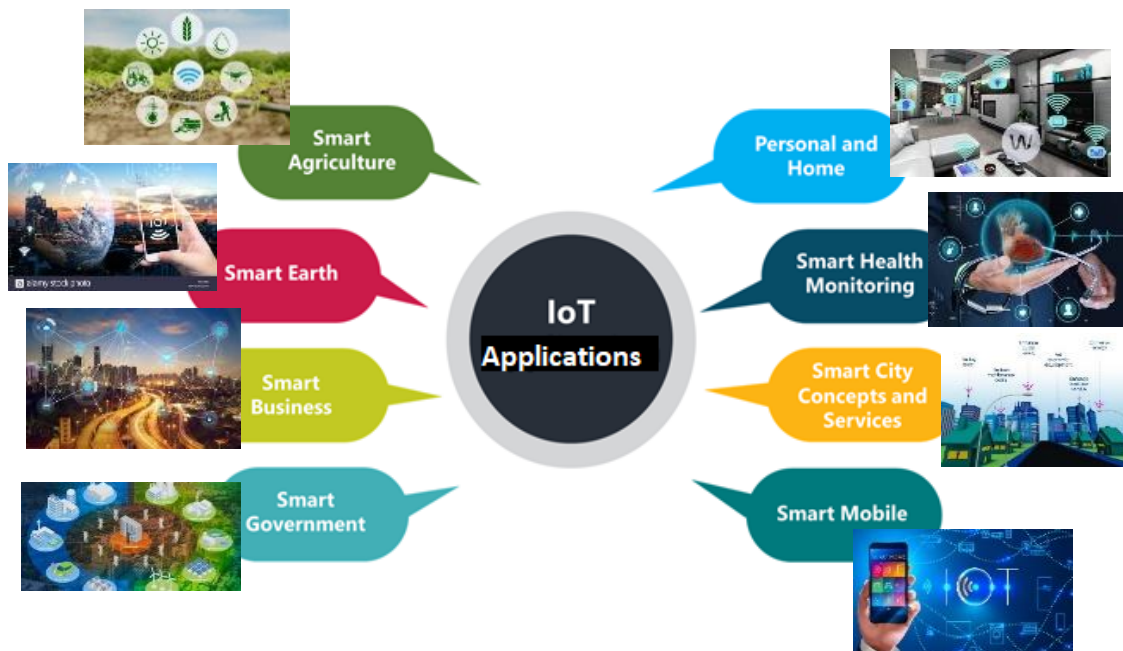 Smart
Agriculture
Smart Earth
alamy stock photo
Smart
Business
Smart
Government
IoT
Applications
Personal and
Home
W
Smart Health
Monitoring
Smart City
Concepts and
Services
Smart Mobile
IOT